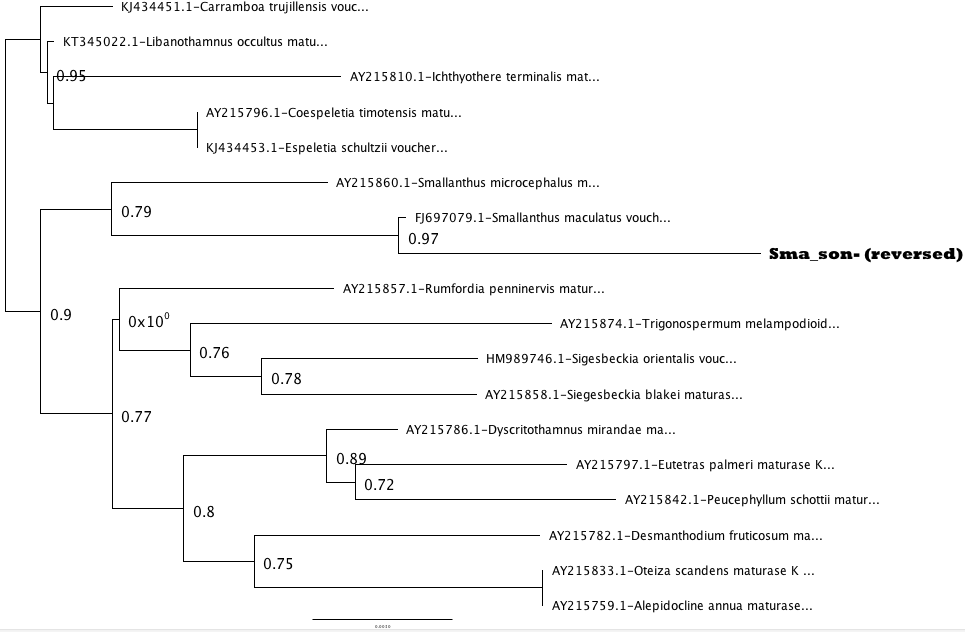 KJ434451.1-Carramboa trujillensis vouc...
KT345022.1-Libanothamnus occultus matu...
0.95
AY215810.1-Ichthyothere terminalis mat...
AY215796.1-Coespeletia timotensis matu...
KJ434453.1-Espeletia schultzii voucher...
AY215860.1-Smallanthus microcephalus m...
0.79
FJ697079.1-Smallanthus maculatus vouch...
0.97
Sma_son- (reversed)
AY215857.1-Rumfordia penninervis matur...
0.9
0x10⁰
AY215874.1-Trigonospermum melampodioid...
0.76
HM989746.1-Sigesbeckia orientalis vouc...
0.78
AY215858.1-Siegesbeckia blakei maturas...
0.77
AY215786.1-Dyscritothamnus mirandae ma...
0.89
AY215797.1-Eutetras palmeri maturase K...
0.72
AY215842.1-Peucephyllum schottii matur...
0.8
AY215782.1-Desmanthodium fruticosum ma...
0.75
AY215833.1-Oteiza scandens maturase K ...
AY215759.1-Alepidocline annua maturase...